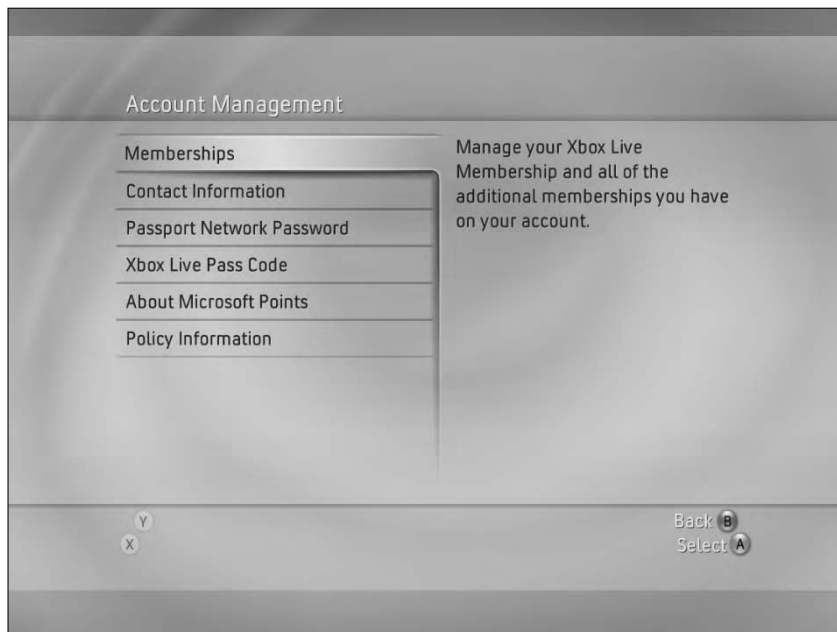 Account Management
Memberships
Contact Information
Passport Network Password
Xbox Live Pass Code
About Microsoft Points
Policy Information
Manage your Xbox Live
Membership and all of the
additional memberships you have
on your account.
Y
X
Back B
Select A